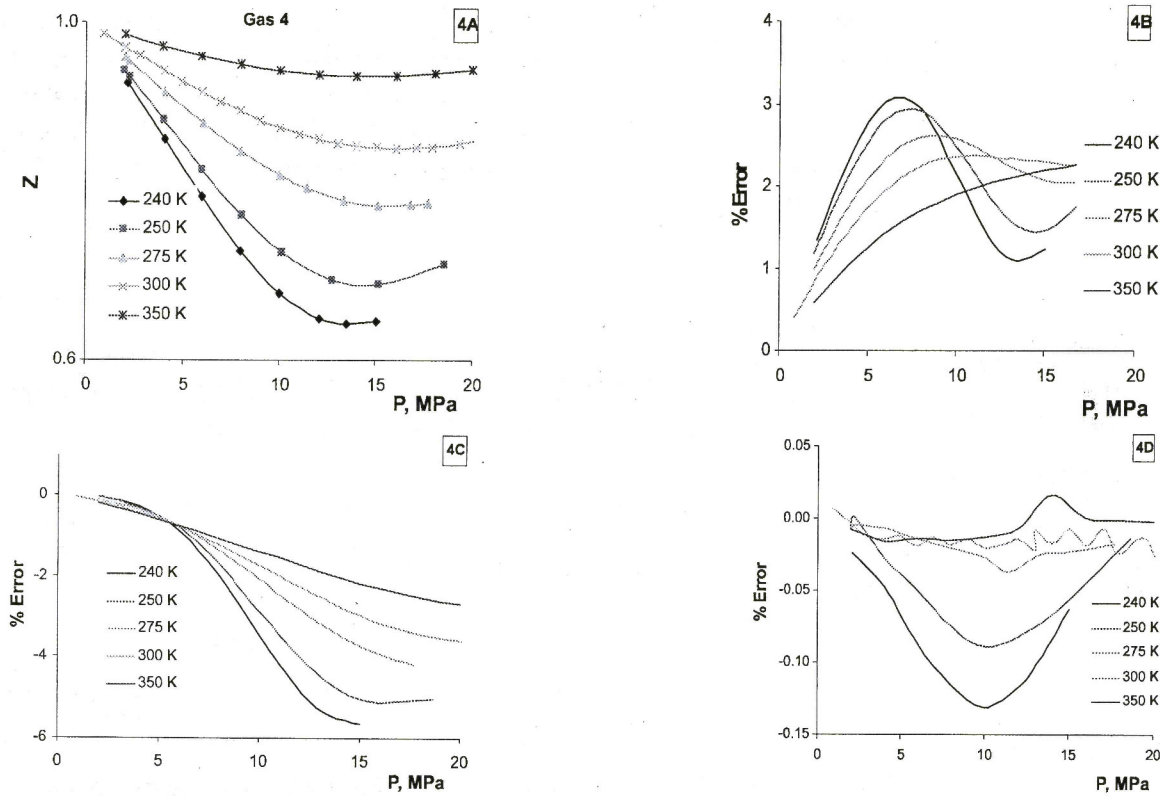 Gas 4
4A
1.0
0.6
Z
240 K
250 K
275 K
300 K
350 K
0 5 10 15 20
P, MPa
4B
4
3
2
1
0
%Error
240 K
250 K
275 K
300 K
350 K
0 5 10 15 20
P, MPa
4C
0
-2
-4
-6
% Error
240 K
250 K
275 K
300 K
350 K
0 5 10 15 20
P, MPa
4D
0.05
0.00
-0.05
-0.10
-0.15
% Error
240 K
250 K
275 K
300 K
350 K
0 5 10 15 20
P, MPa